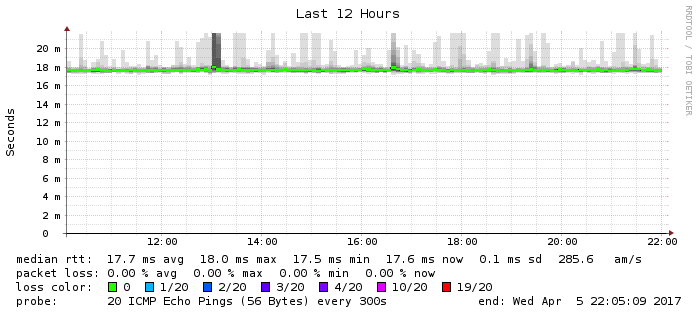 Last 12 Hours
RRDTOOL / TOBI OETIKER
Seconds
20 m
18 m
16 m
14 m
12 m
10 m
8 m
6 m
4 m
2 m
0
12:00 14:00 16:00 18:00 20:00 22:00
median rtt: 17.7 ms avg 18.0 ms max 17.5 ms min 17.6 ms now 0.1 ms sd 285.6 am/s
packet loss: 0.00 % avg 0.00 % max 0.00 % min 0.00 % now
loss color: 0 1/20 2/20 3/20 4/20 10/20 19/20
probe: 20 ICMP Echo Pings (56 Bytes) every 300s end: Wed Apr 5 22:05:09 2017